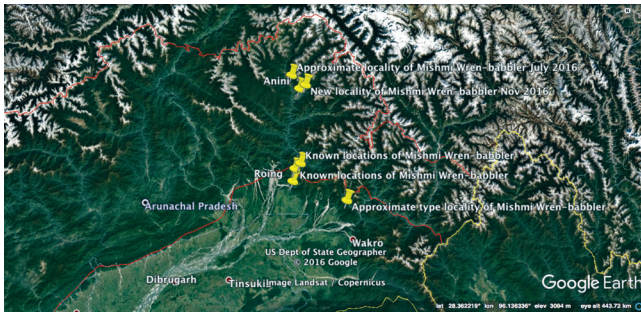 Approximate locality of Mishmi Wren-babbler July 2016
Anini
New locality of Mishmi Wren-babbler Nov 2016
Known locations of Mishmi Wren-babbler
Roing
Known locations of Mishmi Wren-babbler
Arunachal Pradesh
Approximate type locality of Mishmi Wren-babbler
Wakro
US Dept of State Geographer
© 2016 Google
Dibrugarh
Tinsukia
Image Landsat / Copernicus
Google Earth
lat 28.362219° lon 96.136336° elev 3094 m eye alt 443.72 km